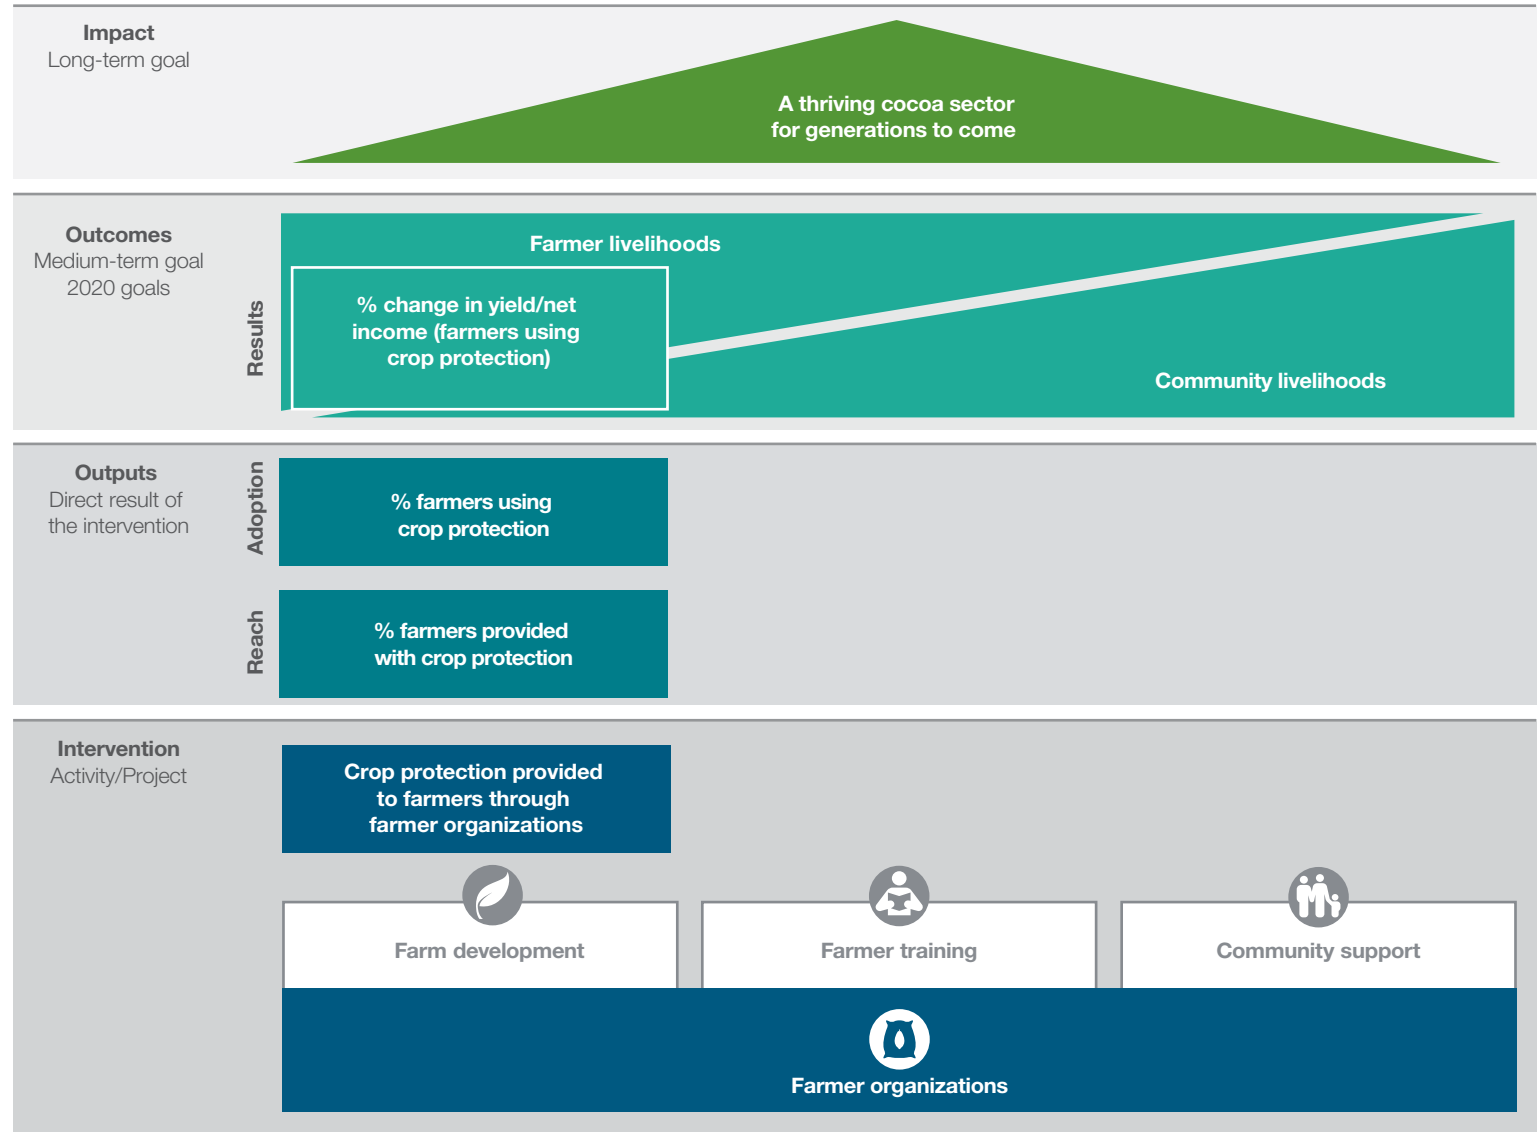 Impact
Long-term goal
A thriving cocoa sector
for generations to come
Outcomes
Medium-term goal
2020 goals
Results
Farmer livelihoods
% change in yield/net
income (farmers using
crop protection)
Community livelihoods
Outputs
Direct result of
the intervention
Adoption
% farmers using
crop protection
Reach
% farmers provided
with crop protection
Intervention
Activity/Project
Crop protection provided
to farmers through
farmer organizations
Farm development
Farmer training
Community support
Farmer organizations